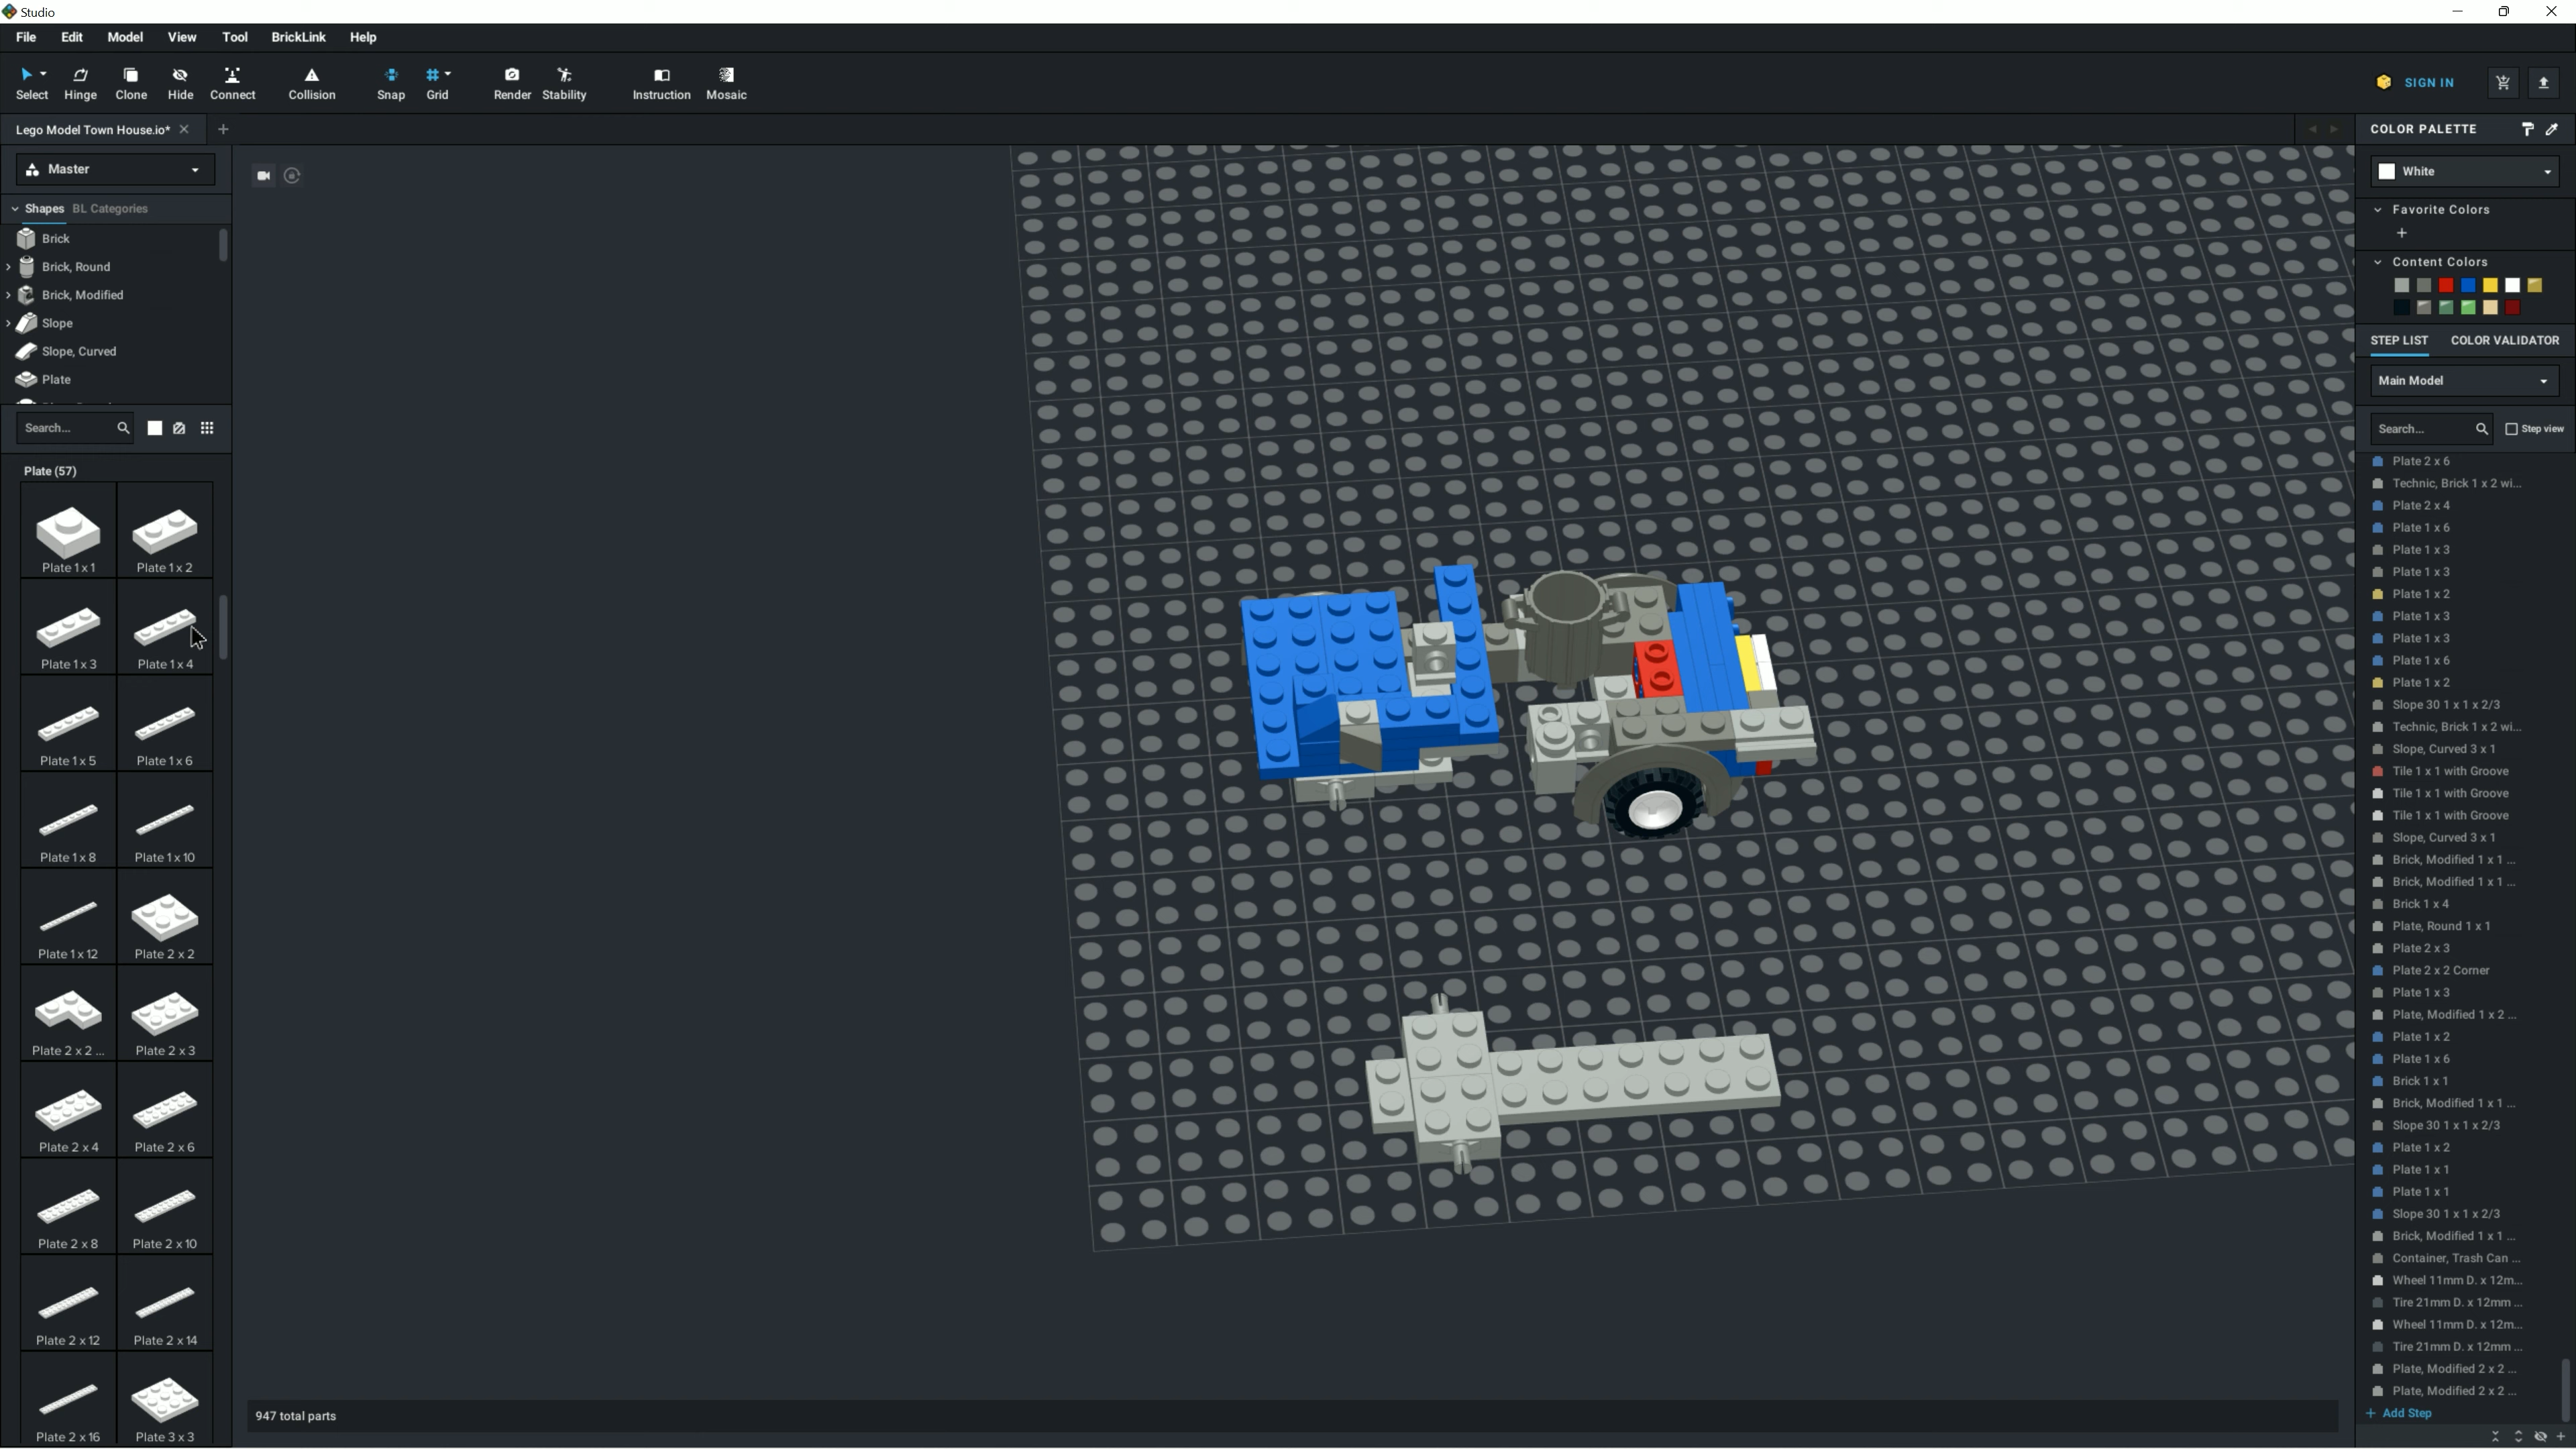 Studio
File Edit Model View Tool BrickLink Help
Select Hinge Clone Hide Connect Collision Snap Grid Render Stability Instruction Mosaic
SIGN IN
Lego Model Town House.io*
Master
Shapes BL Categories
Brick
Brick, Round
Brick, Modified
Slope
Slope, Curved
Plate
Search...
Plate (57)
Plate 1 x 1 Plate 1 x 2
Plate 1 x 3 Plate 1 x 4
Plate 1 x 5 Plate 1 x 6
Plate 1 x 8 Plate 1 x 10
Plate 1 x 12 Plate 2 x 2
Plate 2 x 2 ... Plate 2 x 3
Plate 2 x 4 Plate 2 x 6
Plate 2 x 8 Plate 2 x 10
Plate 2 x 12 Plate 2 x 14
Plate 2 x 16 Plate 3 x 3
947 total parts
COLOR PALETTE
White
Favorite Colors
+
Content Colors
STEP LIST COLOR VALIDATOR
Main Model
Search... Step view
Plate 2 x 6
Technic, Brick 1 x 2 wi...
Plate 2 x 4
Plate 1 x 6
Plate 1 x 3
Plate 1 x 3
Plate 1 x 2
Plate 1 x 3
Plate 1 x 3
Plate 1 x 6
Plate 1 x 2
Slope 30 1 x 1 x 2/3
Technic, Brick 1 x 2 wi...
Slope, Curved 3 x 1
Tile 1 x 1 with Groove
Tile 1 x 1 with Groove
Tile 1 x 1 with Groove
Slope, Curved 3 x 1
Brick, Modified 1 x 1 ...
Brick, Modified 1 x 1 ...
Brick 1 x 4
Plate, Round 1 x 1
Plate 2 x 3
Plate 2 x 2 Corner
Plate 1 x 3
Plate, Modified 1 x 2 ...
Plate 1 x 2
Plate 1 x 6
Brick 1 x 1
Brick, Modified 1 x 1 ...
Slope 30 1 x 1 x 2/3
Plate 1 x 2
Plate 1 x 1
Plate 1 x 1
Slope 30 1 x 1 x 2/3
Brick, Modified 1 x 1 ...
Container, Trash Can ...
Wheel 11mm D. x 12m...
Tire 21mm D. x 12mm ...
Wheel 11mm D. x 12m...
Tire 21mm D. x 12mm ...
Plate, Modified 2 x 2 ...
Plate, Modified 2 x 2 ...
+ Add Step